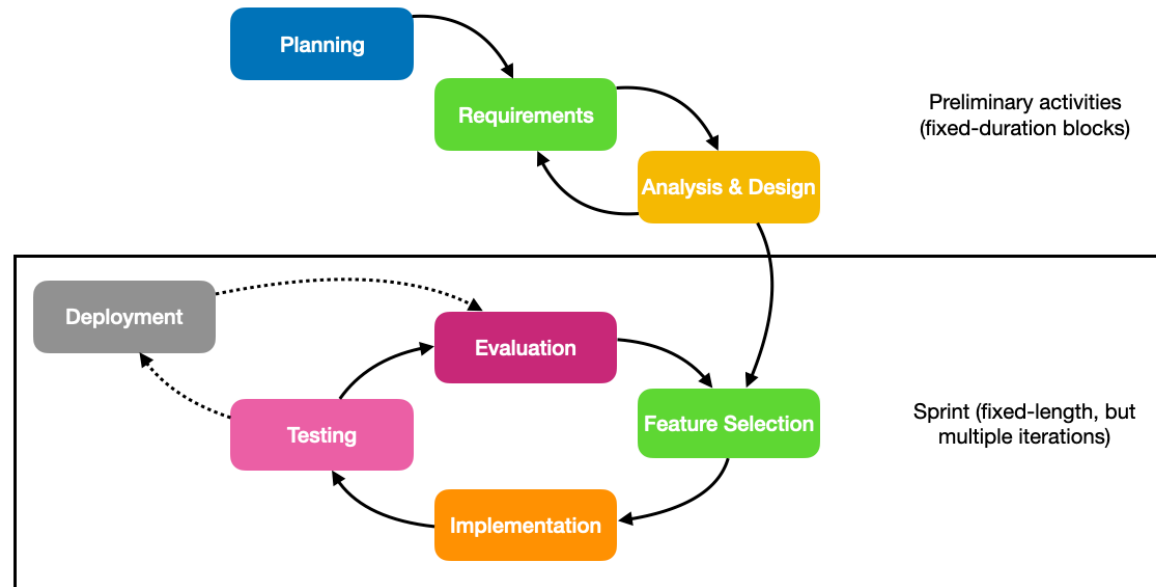 Planning
Requirements
Preliminary activities
(fixed-duration blocks)
Analysis & Design
Deployment
Evaluation
Feature Selection
Sprint (fixed-length, but
multiple iterations)
Testing
Implementation